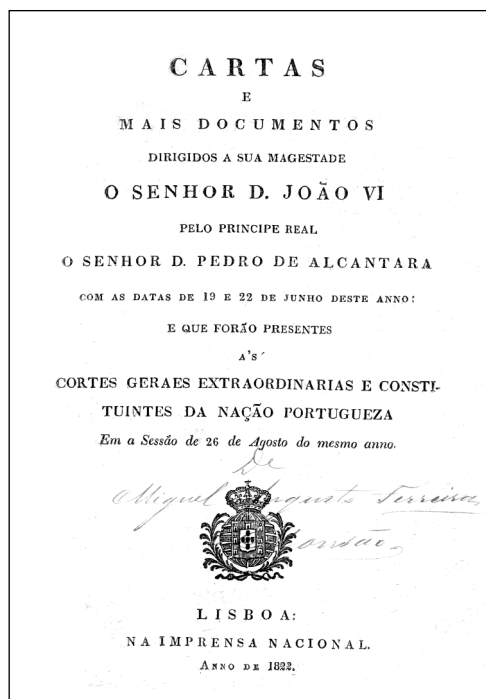 CARTAS
E
MAIS DOCUMENTOS
DIRIGIDOS A SUA MAGESTADE
O SENHOR D. JOÃO VI
PELO PRINCIPE REAL
O SENHOR D. PEDRO DE ALCANTARA
COM AS DATAS DE 19 E 22 DE JUNHO DESTE ANNO:
E QUE FORÃO PRESENTES
A'S
CORTES GERAES EXTRAORDINARIAS E CONSTI-
TUINTES DA NAÇÃO PORTUGUEZA
Em a Sessão de 26 de Agosto do mesmo anno.
De
Miguel Augusto Ferreira
LISBOA:
NA IMPRENSA NACIONAL.
ANNO DE 1822.